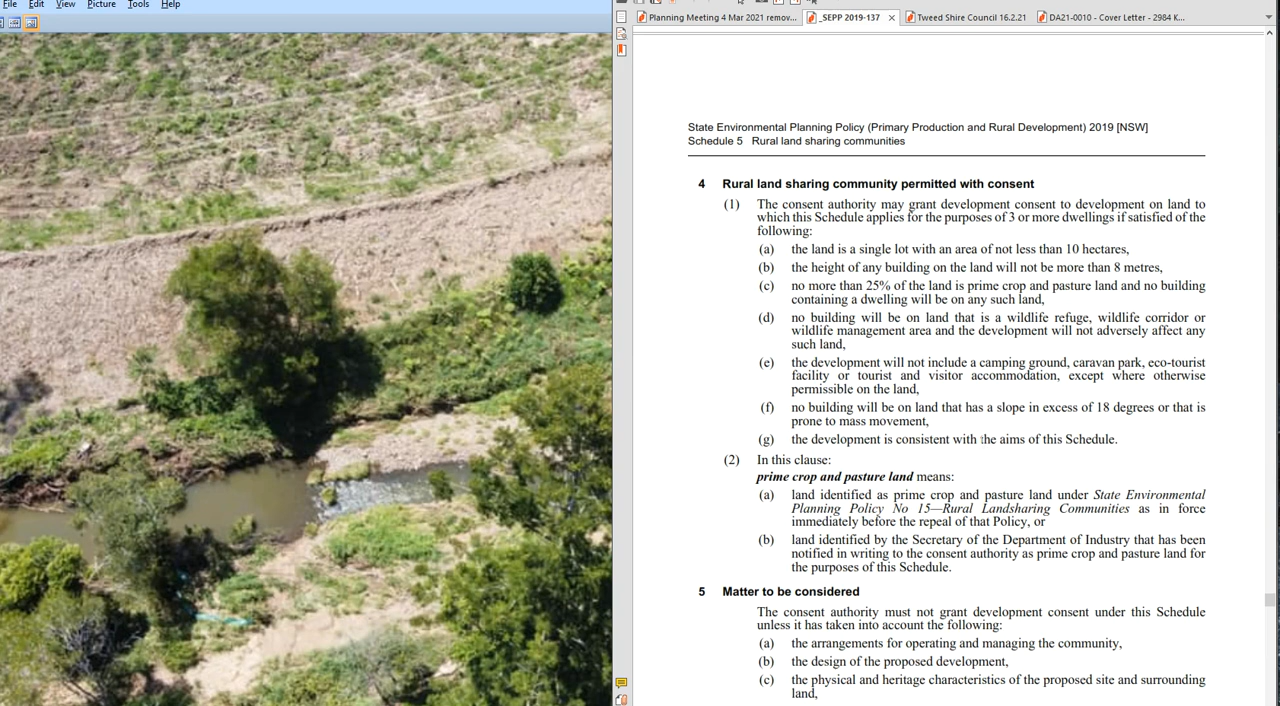 File Edit View Picture Tools Help
Planning Meeting 4 Mar 2021 remov... _SEPP 2019-137 Tweed Shire Council 16.2.21 DA21-0010 - Cover Letter - 2984 K...
State Environmental Planning Policy (Primary Production and Rural Development) 2019 [NSW]
Schedule 5 Rural land sharing communities
4 Rural land sharing community permitted with consent
(1) The consent authority may grant development consent to development on land to
which this Schedule applies for the purposes of 3 or more dwellings if satisfied of the
following:
(a) the land is a single lot with an area of not less than 10 hectares,
(b) the height of any building on the land will not be more than 8 metres,
(c) no more than 25% of the land is prime crop and pasture land and no building
containing a dwelling will be on any such land,
(d) no building will be on land that is a wildlife refuge, wildlife corridor or
wildlife management area and the development will not adversely affect any
such land,
(e) the development will not include a camping ground, caravan park, eco-tourist
facility or tourist and visitor accommodation, except where otherwise
permissible on the land,
(f) no building will be on land that has a slope in excess of 18 degrees or that is
prone to mass movement,
(g) the development is consistent with the aims of this Schedule.
(2) In this clause:
prime crop and pasture land means:
(a) land identified as prime crop and pasture land under State Environmental
Planning Policy No 15—Rural Landsharing Communities as in force
immediately before the repeal of that Policy, or
(b) land identified by the Secretary of the Department of Industry that has been
notified in writing to the consent authority as prime crop and pasture land for
the purposes of this Schedule.
5 Matter to be considered
The consent authority must not grant development consent under this Schedule
unless it has taken into account the following:
(a) the arrangements for operating and managing the community,
(b) the design of the proposed development,
(c) the physical and heritage characteristics of the proposed site and surrounding
land,